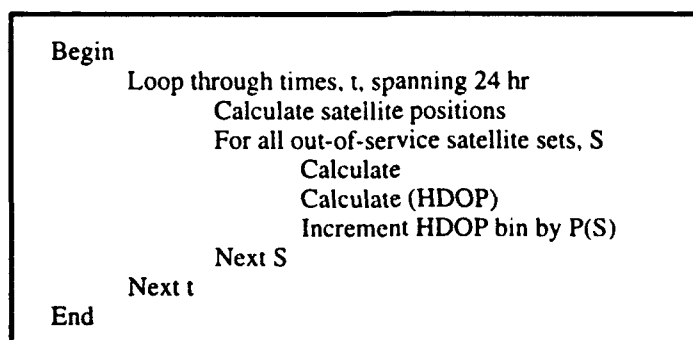 Begin
Loop through times, t, spanning 24 hr
Calculate satellite positions
For all out-of-service satellite sets, S
Calculate
Calculate (HDOP)
Increment HDOP bin by P(S)
Next S
Next t
End